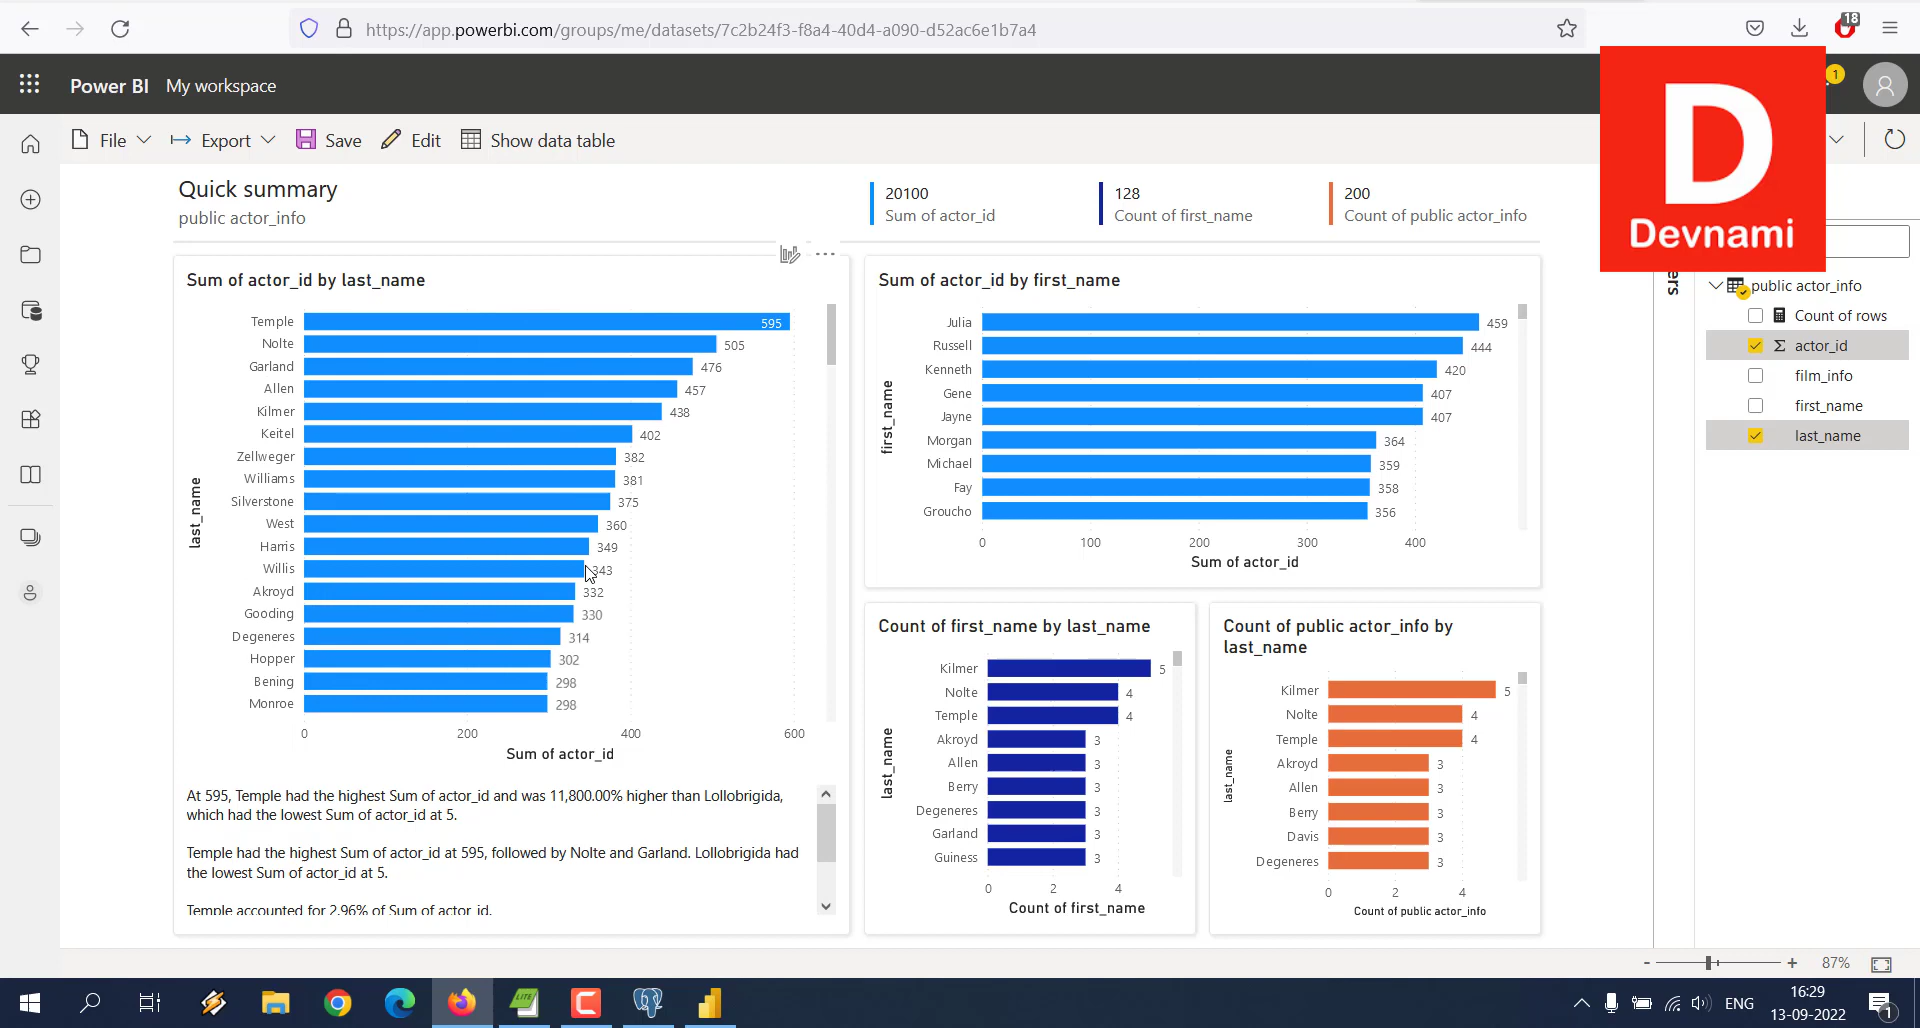 https://app.powerbi.com/groups/me/datasets/7c2b24f3-f8a4-40d4-a090-d52ac6e1b7a4
18
Power BI My workspace
1
D
Devnami
File Export Save Edit Show data table
Quick summary
public actor_info
20100
Sum of actor_id
128
Count of first_name
200
Count of public actor_info
Sum of actor_id by last_name
last_name
Temple 595
Nolte 505
Garland 476
Allen 457
Kilmer 438
Keitel 402
Zellweger 382
Williams 381
Silverstone 375
West 360
Harris 349
Willis 343
Akroyd 332
Gooding 330
Degeneres 314
Hopper 302
Bening 298
Monroe 298
0 200 400 600
Sum of actor_id
At 595, Temple had the highest Sum of actor_id and was 11,800.00% higher than Lollobrigida,
which had the lowest Sum of actor_id at 5.
Temple had the highest Sum of actor_id at 595, followed by Nolte and Garland. Lollobrigida had
the lowest Sum of actor_id at 5.
Temple accounted for 2.96% of Sum of actor_id.
Sum of actor_id by first_name
first_name
Julia 459
Russell 444
Kenneth 420
Gene 407
Jayne 407
Morgan 364
Michael 359
Fay 358
Groucho 356
0 100 200 300 400
Sum of actor_id
Count of first_name by last_name
last_name
Kilmer 5
Nolte 4
Temple 4
Akroyd 3
Allen 3
Berry 3
Degeneres 3
Garland 3
Guiness 3
0 2 4
Count of first_name
Count of public actor_info by
last_name
last_name
Kilmer 5
Nolte 4
Temple 4
Akroyd 3
Allen 3
Berry 3
Davis 3
Degeneres 3
0 2 4
Count of public actor_info
public actor_info
Count of rows
Σ actor_id
film_info
first_name
last_name
- + 87%
LITE
ENG
16:29
13-09-2022
1